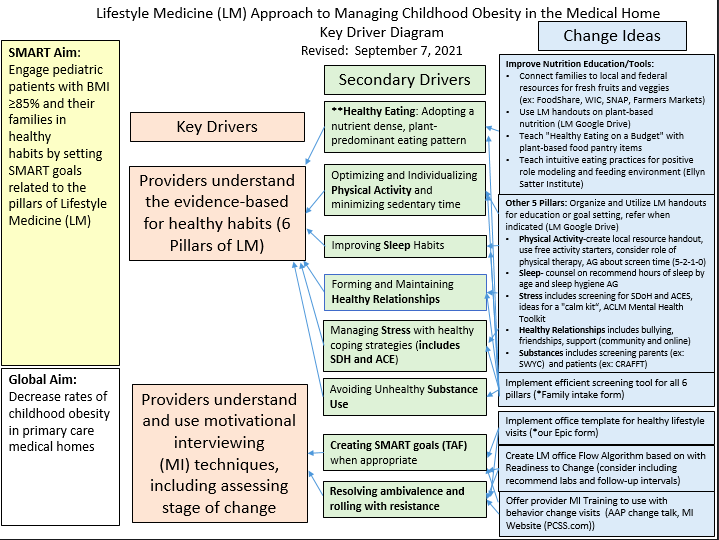 Lifestyle Medicine (LM) Approach to Managing Childhood Obesity in the Medical Home
Key Driver Diagram
Revised: September 7, 2021
SMART Aim:
Engage pediatric
patients with BMI
≥85% and their
families in
healthy
habits by setting
SMART goals
related to the
pillars of Lifestyle
Medicine (LM)
Global Aim:
Decrease rates of
childhood obesity
in primary care
medical homes
Key Drivers
Providers understand
the evidence-based
for healthy habits (6
Pillars of LM)
Providers understand
and use motivational
interviewing
(MI) techniques,
including assessing
stage of change
Secondary Drivers
**Healthy Eating: Adopting a
nutrient dense, plant-
predominant eating pattern
Optimizing and Individualizing
Physical Activity and
minimizing sedentary time
Improving Sleep Habits
Forming and Maintaining
Healthy Relationships
Managing Stress with healthy
coping strategies (includes
SDH and ACE)
Avoiding Unhealthy Substance
Use
Creating SMART goals (TAF)
when appropriate
Resolving ambivalence and
rolling with resistance
Change Ideas
Improve Nutrition Education/Tools:
• Connect families to local and federal
resources for fresh fruits and veggies
(ex: FoodShare, WIC, SNAP, Farmers Markets)
• Use LM handouts on plant-based
nutrition (LM Google Drive)
• Teach "Healthy Eating on a Budget" with
plant-based food pantry items
• Teach intuitive eating practices for positive
role modeling and feeding environment (Ellyn
Satter Institute)
Other 5 Pillars: Organize and Utilize LM handouts
for education or goal setting, refer when
indicated (LM Google Drive)
• Physical Activity-create local resource handout,
use free activity starters, consider role of
physical therapy, AG about screen time (5-2-1-0)
• Sleep- counsel on recommend hours of sleep by
age and sleep hygiene AG
• Stress includes screening for SDoH and ACES,
ideas for a "calm kit", ACLM Mental Health
Toolkit
• Healthy Relationships includes bullying,
friendships, support (community and online)
• Substances includes screening parents (ex:
SWYC) and patients (ex: CRAFFT)
Implement efficient screening tool for all 6
pillars (*Family intake form)
Implement office template for healthy lifestyle
visits (*our Epic form)
Create LM office Flow Algorithm based on with
Readiness to Change (consider including
recommend labs and follow-up intervals)
Offer provider MI Training to use with
behavior change visits (AAP change talk, MI
Website (PCSS.com))